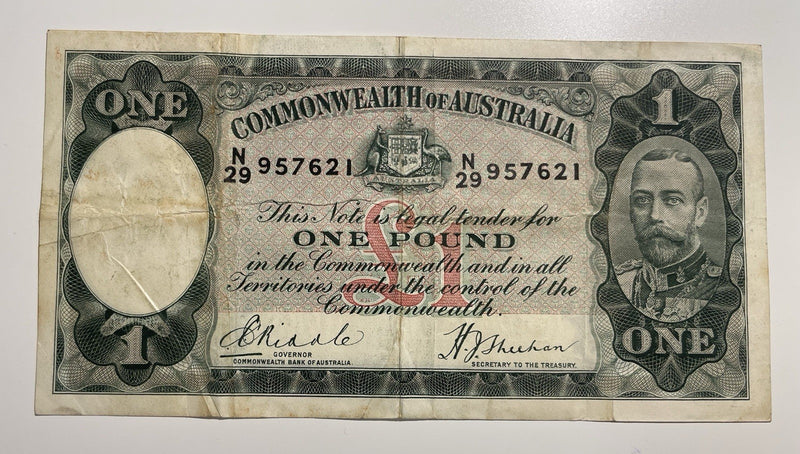 ONE
COMMONWEALTH OF AUSTRALIA
1
N/29 957621 N/29 957621
This Note is legal tender for
ONE POUND
in the Commonwealth and in all
Territories under the control of the
Commonwealth.
£1
1
ONE
E Riddle
H. J. Sheehan
GOVERNOR
COMMONWEALTH BANK OF AUSTRALIA.
SECRETARY TO THE TREASURY.